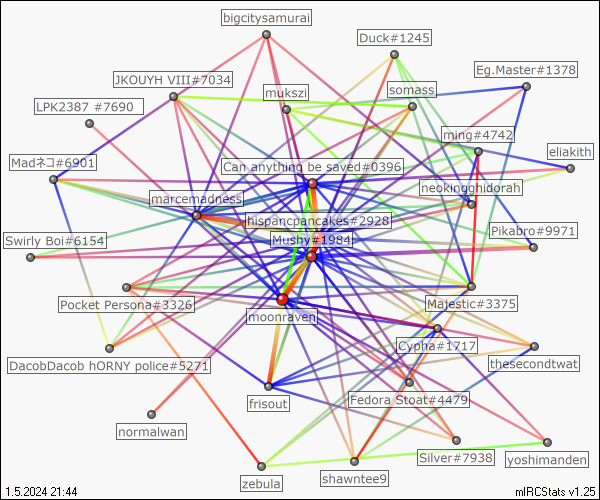 bigcitysamurai
Duck#1245
Eg.Master#1378
JKOUYH VIII#7034
mukszi
somass
LPK2387 #7690
ming#4742
Madネコ#6901
Can anything be saved#0396
eliakith
marcemadness
neokingghidorah
hispancpancakes#2928
Swirly Boi#6154
Mushy#1984
Pikabro#9971
Pocket Persona#3326
Majestic#3375
moonraven
Cypha#1717
DacobDacob hORNY police#5271
thesecondtwat
frisout
Fedora Stoat#4479
normalwan
Silver#7938
yoshimanden
zebula
shawntee9
1.5.2024 21:44
mIRCStats v1.25